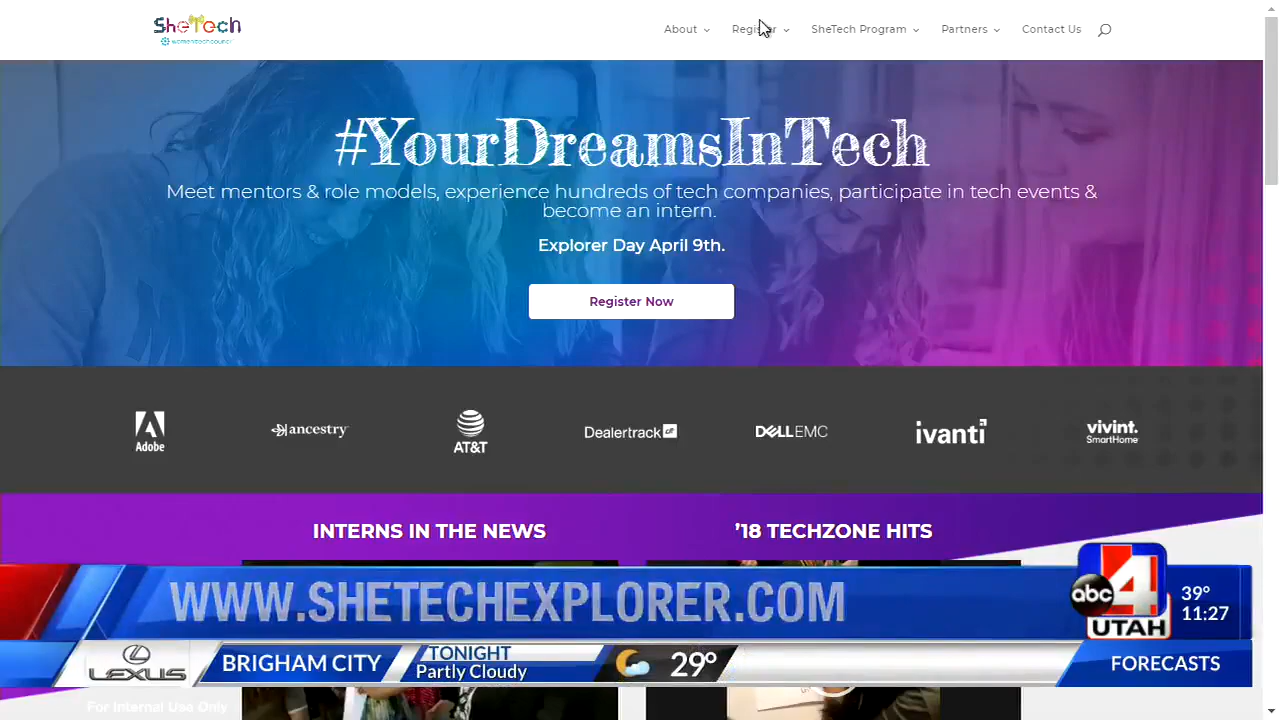 SheTech
womentechcouncil
About
Register
SheTech Program
Partners
Contact Us
#YourDreamsInTech
Meet mentors & role models, experience hundreds of tech companies, participate in tech events &
become an intern.
Explorer Day April 9th.
Register Now
Adobe
ancestry
AT&T
Dealertrack
DELLEMC
ivanti
vivint.
SmartHome
INTERNS IN THE NEWS
’18 TECHZONE HITS
WWW.SHETECHEXPLORER.COM
abc
4
UTAH
39°
11:27
LEXUS
BRIGHAM CITY
TONIGHT
Partly Cloudy
29°
FORECASTS
For Internal Use Only